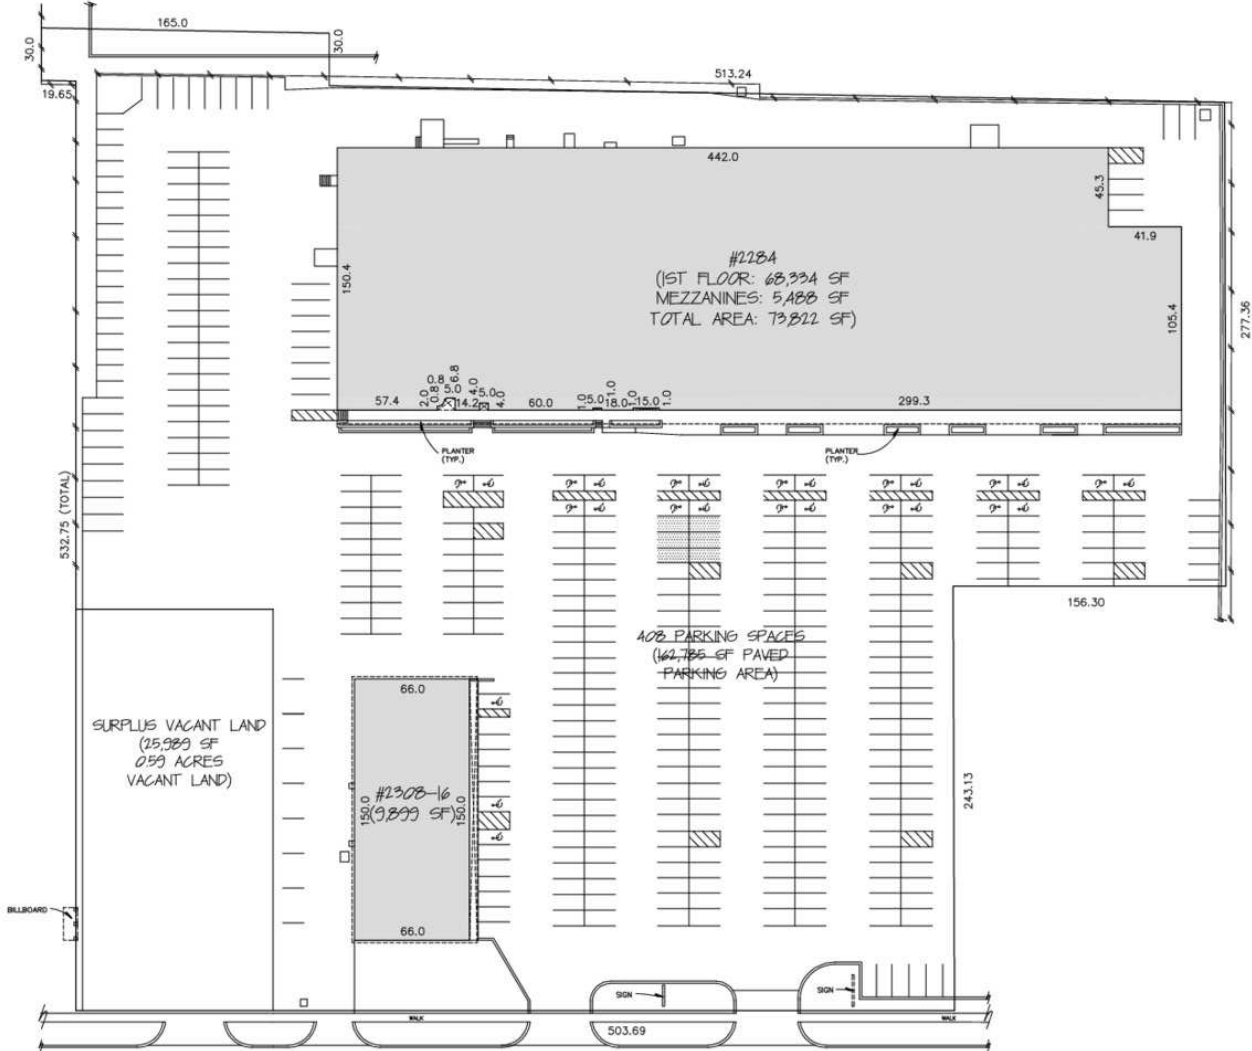 165.0
30.0
30.0
19.65
513.24
442.0
45.3
41.9
#2284
(1ST FLOOR: 68,334 SF
MEZZANINES: 5,488 SF
TOTAL AREA: 73,822 SF)
150.4
105.4
277.36
57.4
2.0
0.8
0.8
5.0
6.8
14.2
4.0
5.0
4.0
60.0
1.0
5.0
1.0
18.0
1.0
15.0
1.0
299.3
PLANTER
(TYP.)
PLANTER
(TYP.)
532.75 (TOTAL)
156.30
408 PARKING SPACES
(162,785 SF PAVED
PARKING AREA)
66.0
SURPLUS VACANT LAND
(25,989 SF
0.59 ACRES
VACANT LAND)
#2308-16
(9,899 SF)
150.0
150.0
243.13
BILLBOARD
66.0
SIGN
SIGN
WALK
WALK
503.69